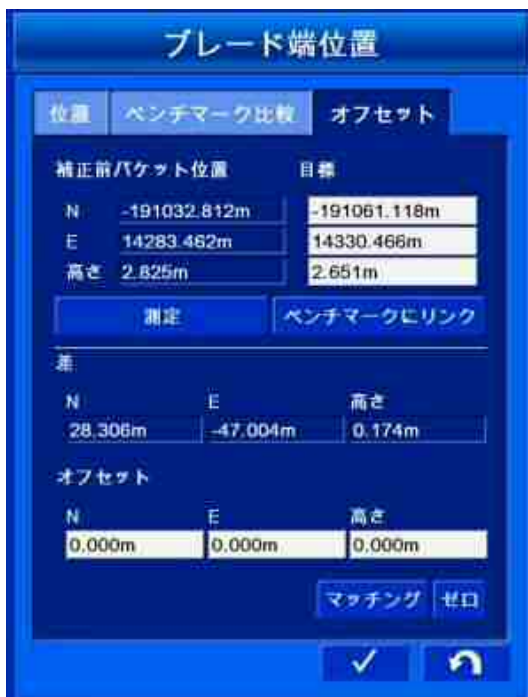 ブレード端位置
位置 ベンチマーク比較 オフセット
補正前バケット位置 目標
N -191032.812m -191061.118m
E 14283.462m 14330.466m
高さ 2.825m 2.651m
測定 ベンチマークにリンク
差
N E 高さ
28.306m -47.004m 0.174m
オフセット
N E 高さ
0.000m 0.000m 0.000m
マッチング ゼロ